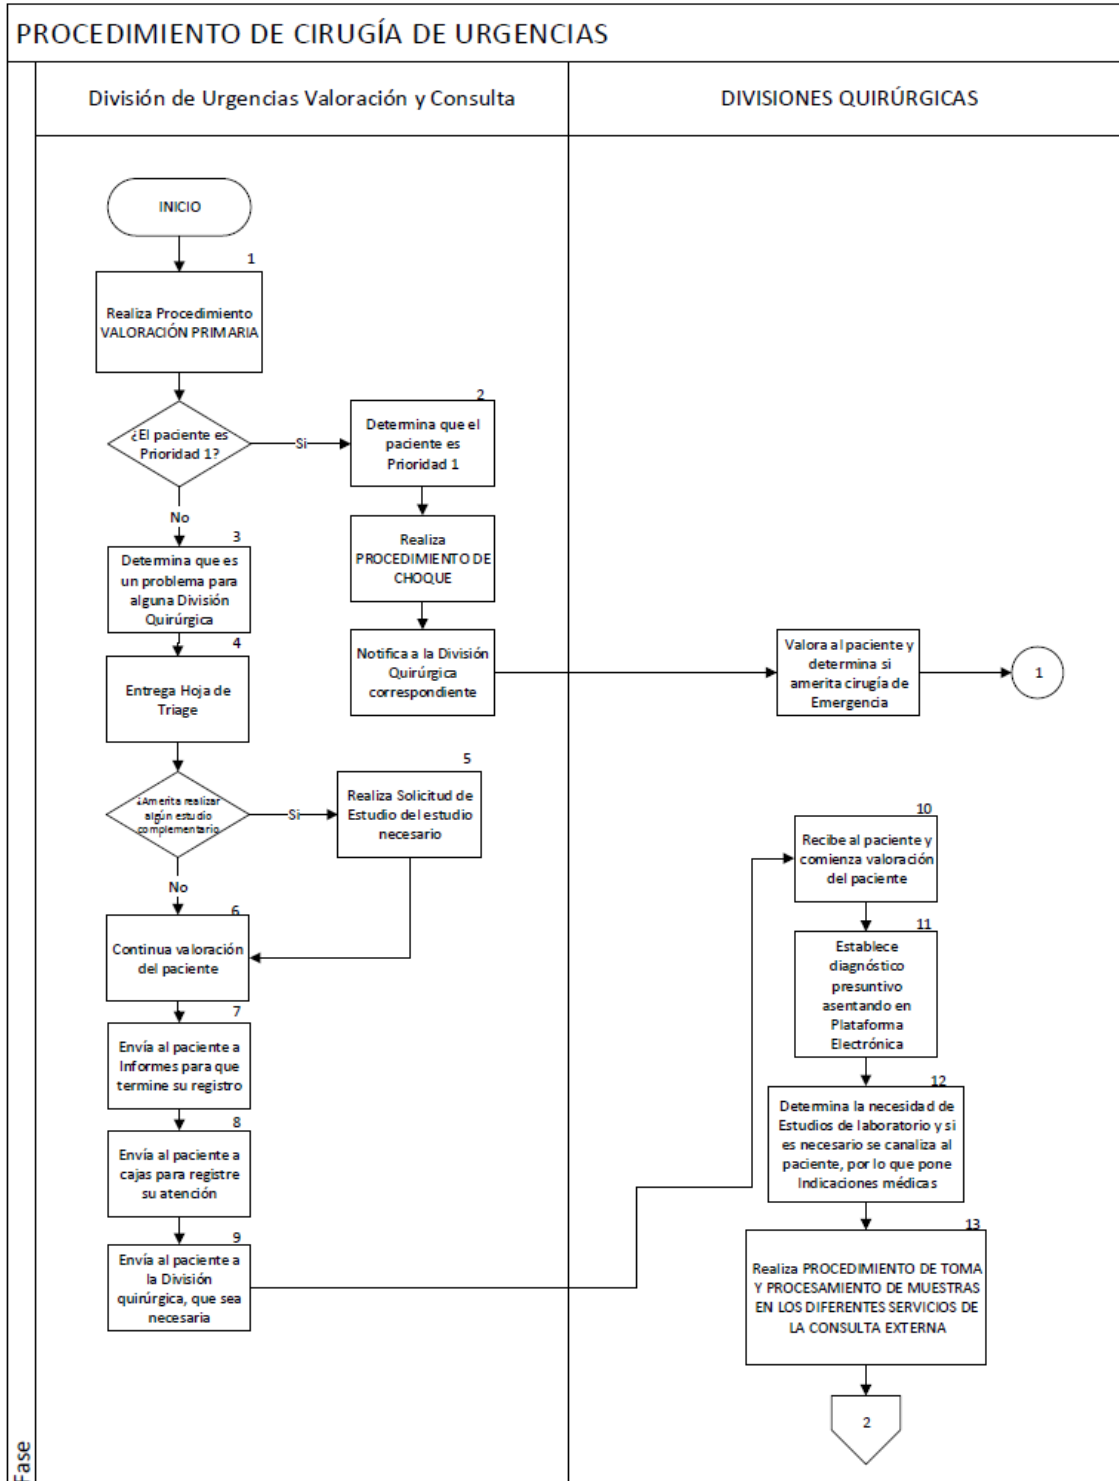 PROCEDIMIENTO DE CIRUGÍA DE URGENCIAS
División de Urgencias Valoración y Consulta
DIVISIONES QUIRÚRGICAS
INICIO
1
Realiza Procedimiento
VALORACIÓN PRIMARIA
¿El paciente es
Prioridad 1?
Si
2
Determina que el
paciente es
Prioridad 1
No
Realiza
PROCEDIMIENTO DE
CHOQUE
3
Determina que es
un problema para
alguna División
Quirúrgica
Notifica a la División
Quirúrgica
correspondiente
Valora al paciente y
determina si
amerita cirugía de
Emergencia
1
4
Entrega Hoja de
Triage
¿Amerita realizar
algún estudio
complementario
Si
5
Realiza Solicitud de
Estudio del estudio
necesario
No
6
Continua valoración
del paciente
7
Envía al paciente a
Informes para que
termine su registro
8
Envía al paciente a
cajas para registre
su atención
9
Envía al paciente a
la División
quirúrgica, que sea
necesaria
10
Recibe al paciente y
comienza valoración
del paciente
11
Establece
diagnóstico
presuntivo
asentando en
Plataforma
Electrónica
12
Determina la necesidad de
Estudios de laboratorio y si
es necesario se canaliza al
paciente, por lo que pone
Indicaciones médicas
13
Realiza PROCEDIMIENTO DE TOMA
Y PROCESAMIENTO DE MUESTRAS
EN LOS DIFERENTES SERVICIOS DE
LA CONSULTA EXTERNA
2
Fase